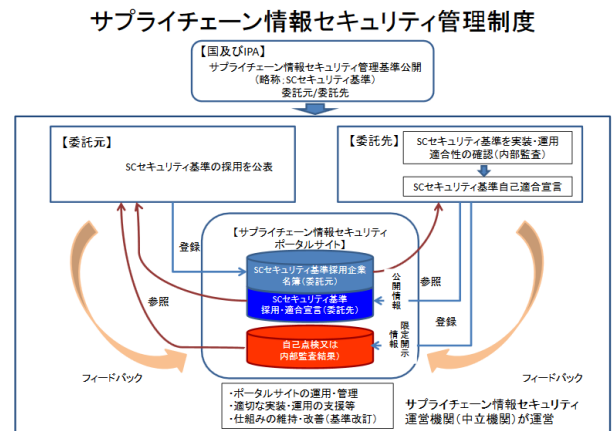 サプライチェーン情報セキュリティ管理制度
【国及びIPA】
サプライチェーン情報セキュリティ管理基準公開
(略称;SCセキュリティ基準)
委託元/委託先
【委託元】
SCセキュリティ基準の採用を公表
【委託先】
SCセキュリティ基準を実装・運用
適合性の確認(内部監査)
SCセキュリティ基準自己適合宣言
登録
【サプライチェーン情報セキュリティ
ポータルサイト】
SCセキュリティ基準採用企業
名簿(委託元)
SCセキュリティ基準
採用・適合宣言(委託先)
自己点検又は
内部監査結果)
参照
公開情報
参照
登録
限定開示
情報
フィードバック
フィードバック
・ポータルサイトの運用・管理
・適切な実装・運用の支援等
・仕組みの維持・改善(基準改訂)
サプライチェーン情報セキュリティ
運営機関(中立機関)が運営